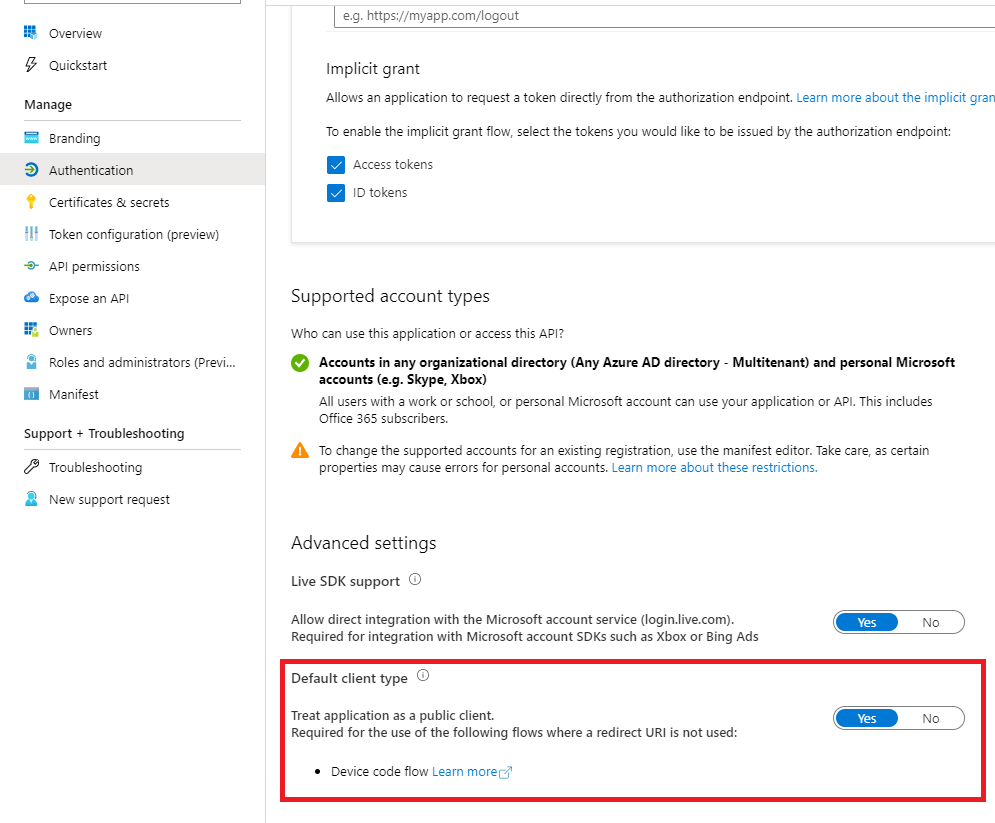 Overview
Quickstart
Manage
Branding
Authentication
Certificates & secrets
Token configuration (preview)
API permissions
Expose an API
Owners
Roles and administrators (Previ...
Manifest
Support + Troubleshooting
Troubleshooting
New support request
e.g. https://myapp.com/logout
Implicit grant
Allows an application to request a token directly from the authorization endpoint. Learn more about the implicit gran
To enable the implicit grant flow, select the tokens you would like to be issued by the authorization endpoint:
Access tokens
ID tokens
Supported account types
Who can use this application or access this API?
Accounts in any organizational directory (Any Azure AD directory - Multitenant) and personal Microsoft
accounts (e.g. Skype, Xbox)
All users with a work or school, or personal Microsoft account can use your application or API. This includes
Office 365 subscribers.
To change the supported accounts for an existing registration, use the manifest editor. Take care, as certain
properties may cause errors for personal accounts. Learn more about these restrictions.
Advanced settings
Live SDK support
Allow direct integration with the Microsoft account service (login.live.com).
Required for integration with Microsoft account SDKs such as Xbox or Bing Ads
Yes No
Default client type
Treat application as a public client.
Required for the use of the following flows where a redirect URI is not used:
Yes No
• Device code flow Learn more